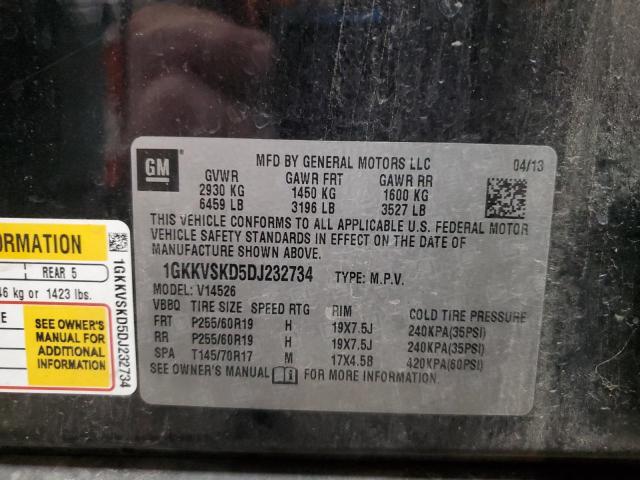 GM
MFD BY GENERAL MOTORS LLC
04/13
GVWR GAWR FRT GAWR RR
2930 KG 1450 KG 1600 KG
6459 LB 3196 LB 3527 LB
THIS VEHICLE CONFORMS TO ALL APPLICABLE U.S. FEDERAL MOTOR
VEHICLE SAFETY STANDARDS IN EFFECT ON THE DATE OF
MANUFACTURE SHOWN ABOVE.
1GKKVSKD5DJ232734 TYPE: M.P.V.
MODEL: V14526
VBBQ TIRE SIZE SPEED RTG RIM COLD TIRE PRESSURE
FRT P255/60R19 H 19X7.5J 240KPA(35PSI)
RR P255/60R19 H 19X7.5J 240KPA(35PSI)
SPA T145/70R17 M 17X4.5B 420KPA(60PSI)
SEE OWNER'S MANUAL FOR MORE INFORMATION
ORMATION
REAR 5
46 kg or 1423 lbs.
SEE OWNER'S
MANUAL FOR
ADDITIONAL
INFORMATION
1GKKVSKD5DJ232734